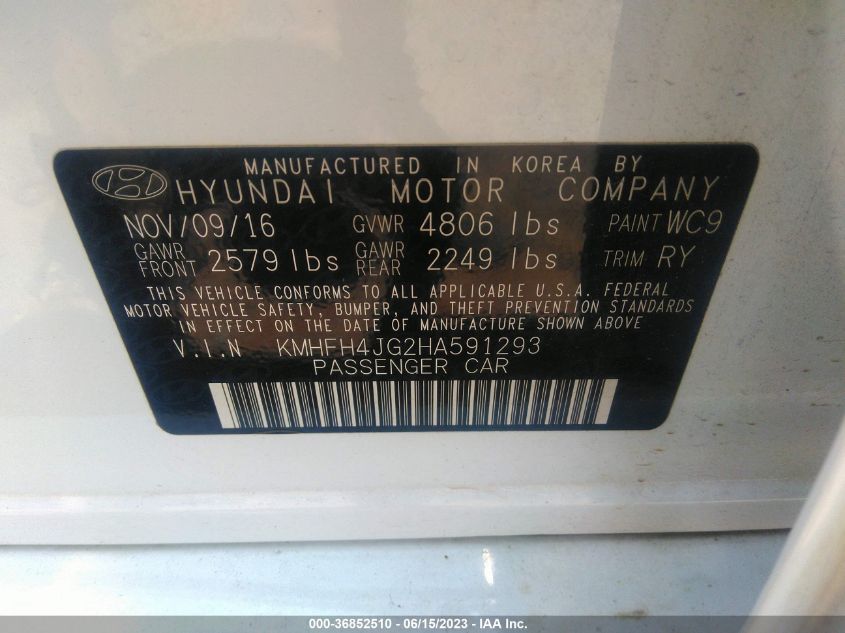 MANUFACTURED IN KOREA BY
HYUNDAI MOTOR COMPANY
NOV/09/16 GVWR 4806 lbs PAINT WC9
GAWR FRONT 2579 lbs GAWR REAR 2249 lbs TRIM RY
THIS VEHICLE CONFORMS TO ALL APPLICABLE U.S.A. FEDERAL
MOTOR VEHICLE SAFETY, BUMPER, AND THEFT PREVENTION STANDARDS
IN EFFECT ON THE DATE OF MANUFACTURE SHOWN ABOVE
V.I.N KMHFH4JG2HA591293
PASSENGER CAR
000-36852510 - 06/15/2023 - IAA Inc.